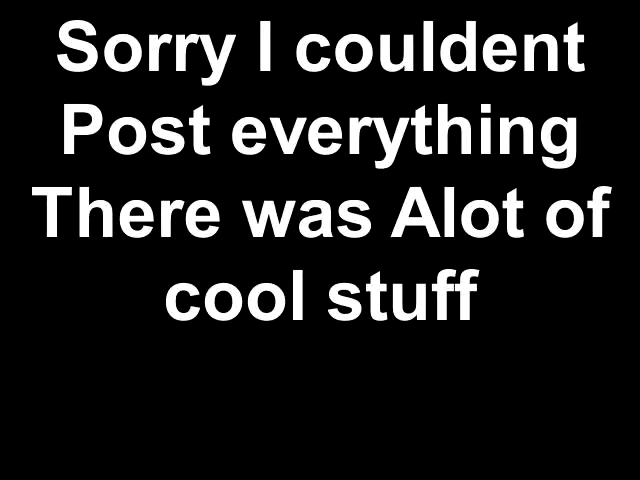 Sorry I couldent
Post everything
There was Alot of
cool stuff